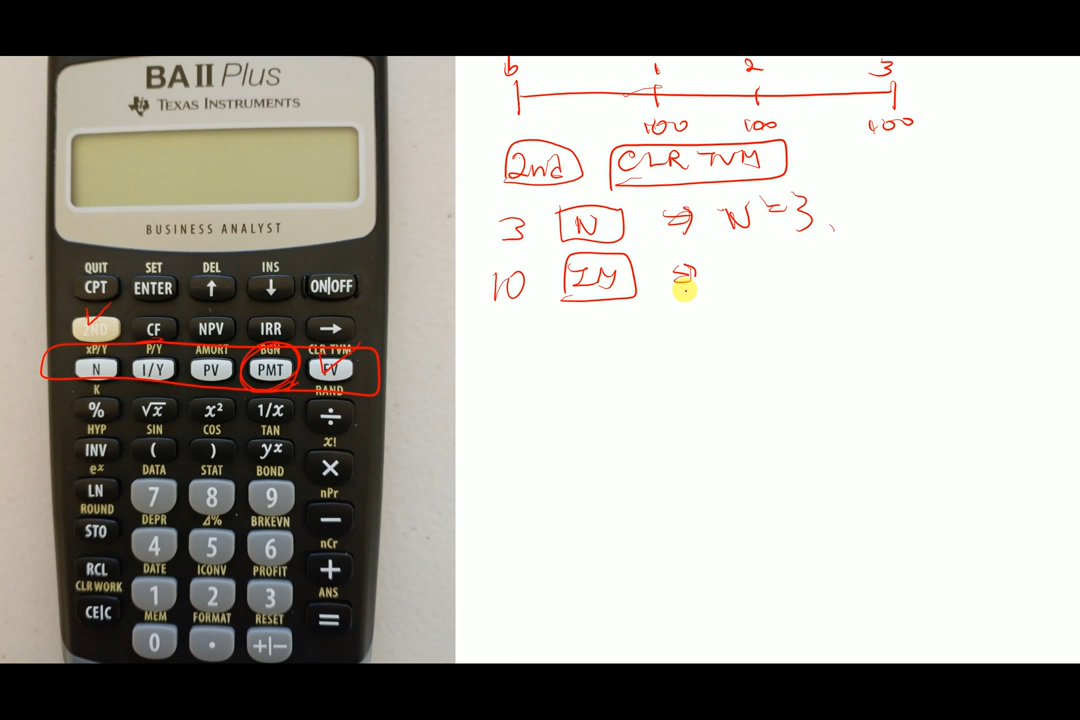 BA II Plus
TEXAS INSTRUMENTS
BUSINESS ANALYST
QUIT SET DEL INS
CPT ENTER ↑ ↓ ON|OFF
2ND CF NPV IRR →
xP/Y P/Y AMORT BGN CLR TVM
N I/Y PV PMT FV
K RAND
% √x x² 1/x ÷
HYP SIN COS TAN x!
INV ( ) yx ×
eˣ DATA STAT BOND nPr
LN 7 8 9 −
ROUND DEPR Δ% BRKEVN nCr
STO 4 5 6 +
DATE ICONV PROFIT
RCL 1 2 3
CLR WORK ANS
CE|C =
MEM FORMAT RESET
0 . +|−
0 1 2 3
100 100 100
2nd CLR TVM
3 N ⇒ N = 3
10 I/Y